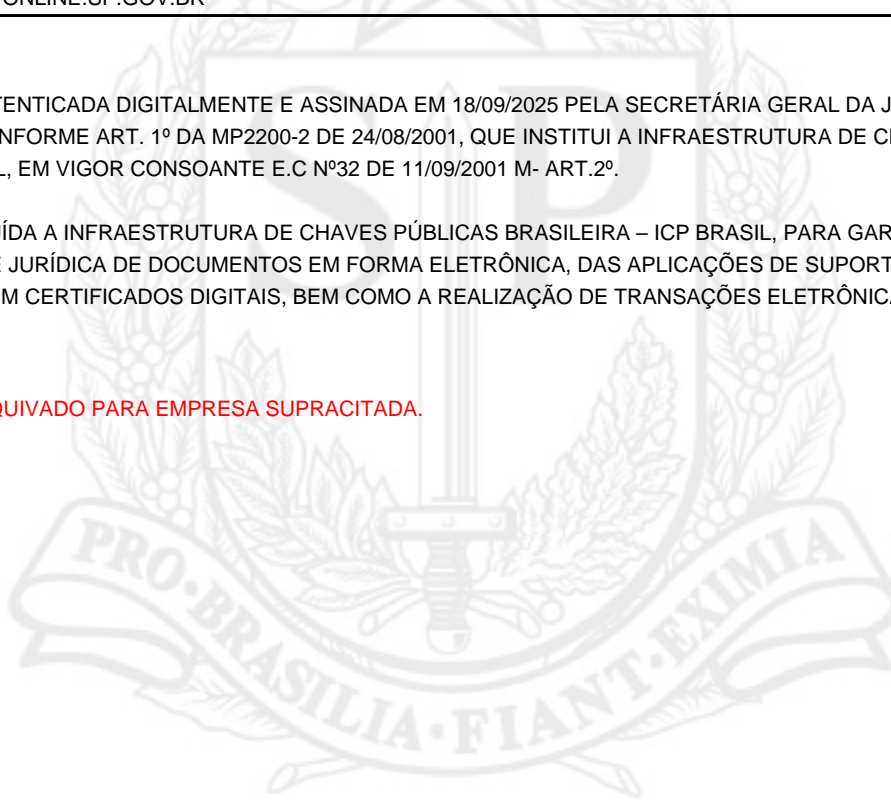 ONLINE.SP.GOV.BR
TENTICADA DIGITALMENTE E ASSINADA EM 18/09/2025 PELA SECRETÁRIA GERAL DA J
NFORME ART. 1º DA MP2200-2 DE 24/08/2001, QUE INSTITUI A INFRAESTRUTURA DE C
L, EM VIGOR CONSOANTE E.C Nº32 DE 11/09/2001 M- ART.2º.
ÍDA A INFRAESTRUTURA DE CHAVES PÚBLICAS BRASILEIRA – ICP BRASIL, PARA GAR
E JURÍDICA DE DOCUMENTOS EM FORMA ELETRÔNICA, DAS APLICAÇÕES DE SUPORT
M CERTIFICADOS DIGITAIS, BEM COMO A REALIZAÇÃO DE TRANSAÇÕES ELETRÔNICA
QUIVADO PARA EMPRESA SUPRACITADA.
SP
PRO·BRASILIA·FIANT·EXIMIA